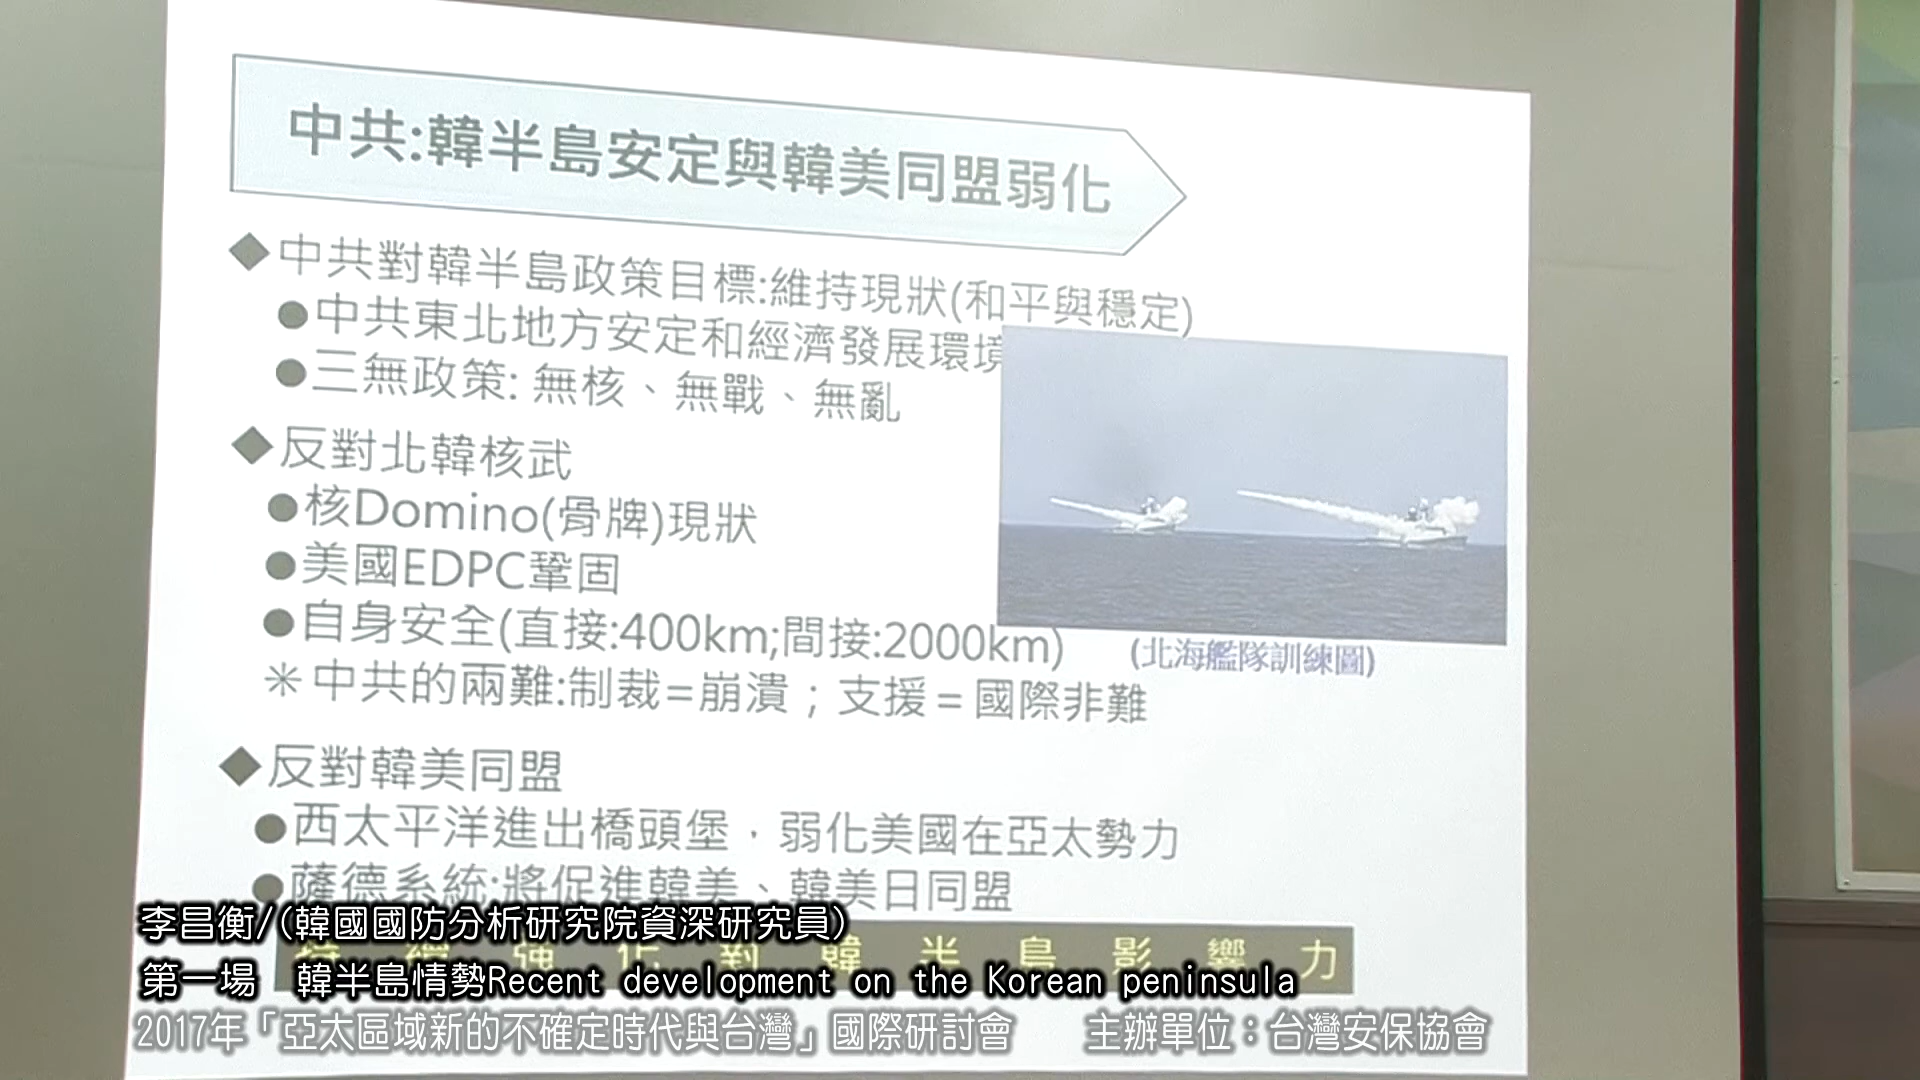 中共:韓半島安定與韓美同盟弱化
◆中共對韓半島政策目標:維持現狀(和平與穩定)
●中共東北地方安定和經濟發展環境
●三無政策: 無核、無戰、無亂
◆反對北韓核武
●核Domino(骨牌)現狀
●美國EDPC鞏固
●自身安全(直接:400km;間接:2000km)
(北海艦隊訓練圖)
＊中共的兩難:制裁=崩潰；支援=國際非難
◆反對韓美同盟
●西太平洋進出橋頭堡，弱化美國在亞太勢力
●薩德系統:將促進韓美、韓美日同盟
持續強化對韓半島影響力
李昌衡/(韓國國防分析研究院資深研究員)
第一場 韓半島情勢Recent development on the Korean peninsula
2017年「亞太區域新的不確定時代與台灣」國際研討會 主辦單位：台灣安保協會